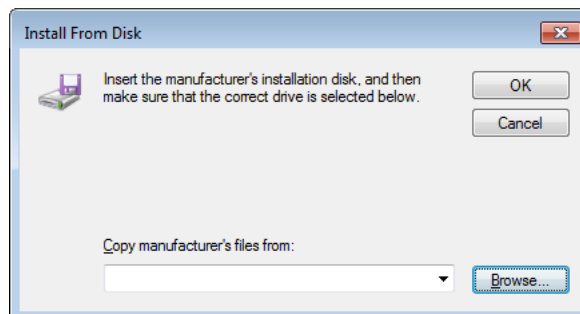 Install From Disk
Insert the manufacturer's installation disk, and then
make sure that the correct drive is selected below.
OK
Cancel
Copy manufacturer's files from:
Browse...